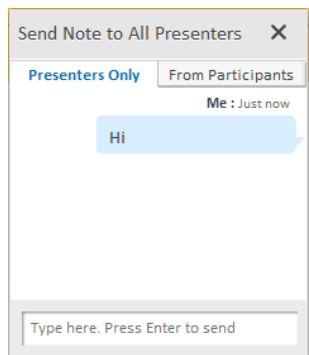 Send Note to All Presenters
Presenters Only From Participants
Me : Just now
Hi
Type here. Press Enter to send